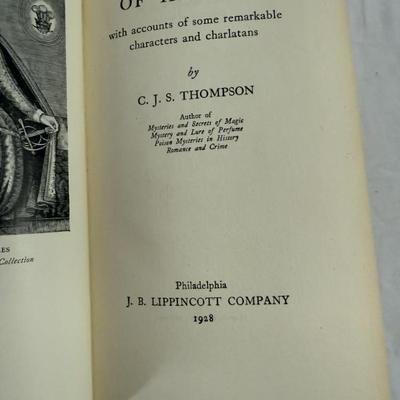 OF
with accounts of some remarkable
characters and charlatans
by
C. J. S. THOMPSON
Author of
Mysteries and Secrets of Magic
Mystery and Lure of Perfume
Poison Mysteries in History
Romance and Crime
Collection
Philadelphia
J. B. LIPPINCOTT COMPANY
1928